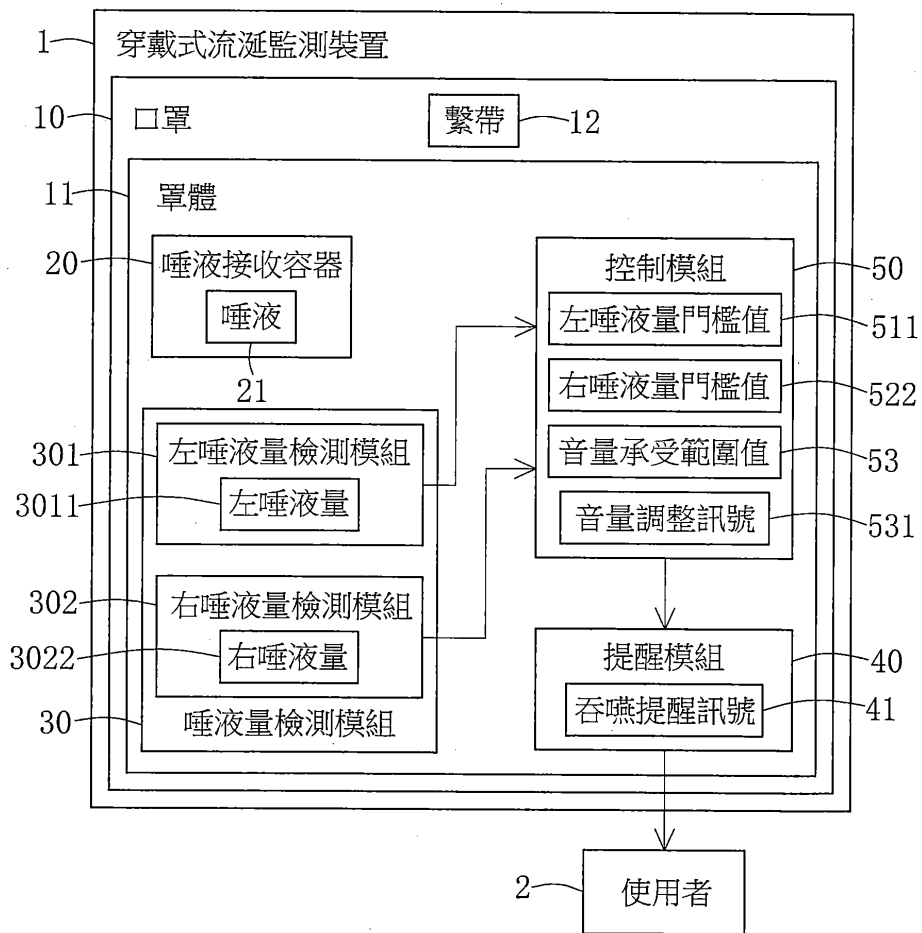 1
穿戴式流涎監測裝置
10
口罩
繫帶
12
11
罩體
20
唾液接收容器
唾液
21
控制模組
50
左唾液量門檻值
511
右唾液量門檻值
522
音量承受範圍值
53
音量調整訊號
531
301
左唾液量檢測模組
3011
左唾液量
302
右唾液量檢測模組
3022
右唾液量
30
唾液量檢測模組
提醒模組
40
吞嚥提醒訊號
41
2
使用者